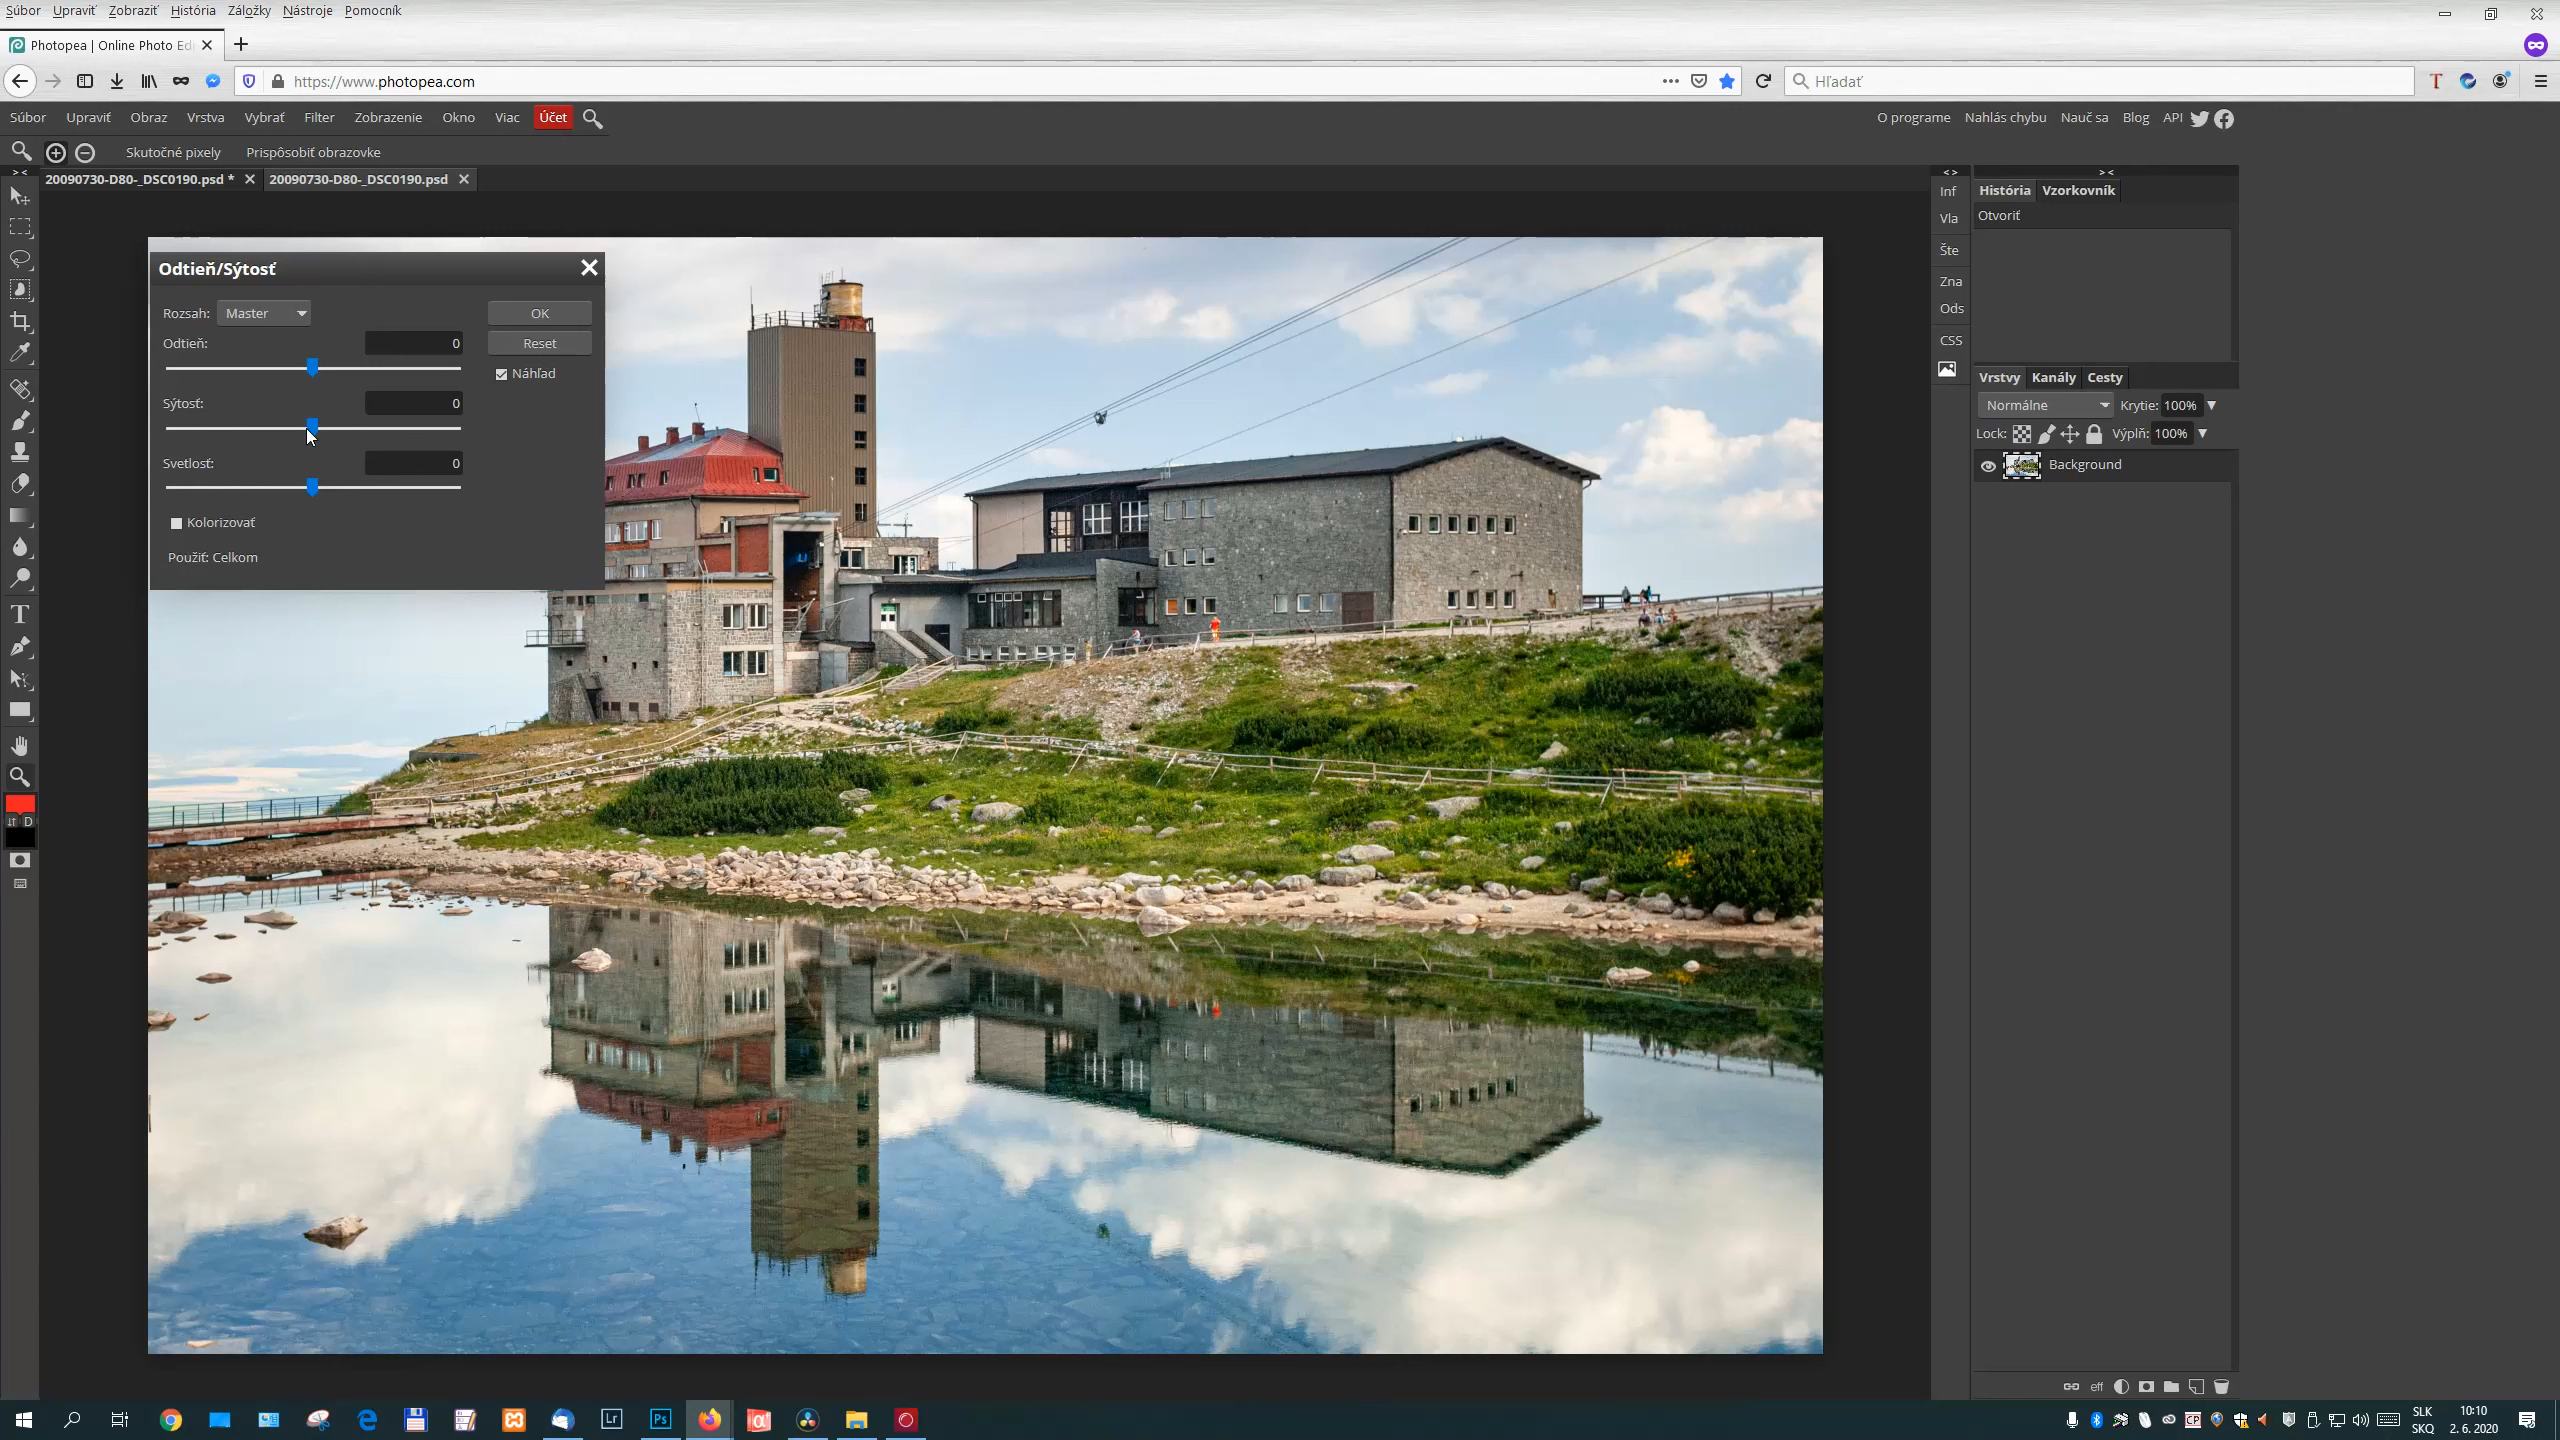 Súbor Upraviť Zobraziť História Záložky Nástroje Pomocník
Photopea | Online Photo Ed
https://www.photopea.com
Hľadať
Súbor Upraviť Obraz Vrstva Vybrať Filter Zobrazenie Okno Viac Účet
O programe Nahlás chybu Nauč sa Blog API
Skutočné pixely Prispôsobiť obrazovke
20090730-D80-_DSC0190.psd * 20090730-D80-_DSC0190.psd
Odtieň/Sýtosť
Rozsah: Master OK
Odtieň: 0 Reset
Náhľad
Sýtosť: 0
Svetlosť: 0
Kolorizovať
Použiť: Celkom
Inf
Vla
Šte
Zna
Ods
CSS
História Vzorkovník
Otvoriť
Vrstvy Kanály Cesty
Normálne Krytie: 100%
Lock: Výplň: 100%
Background
D
eff
Lr Ps
CP
SLK
SKQ
10:10
2. 6. 2020